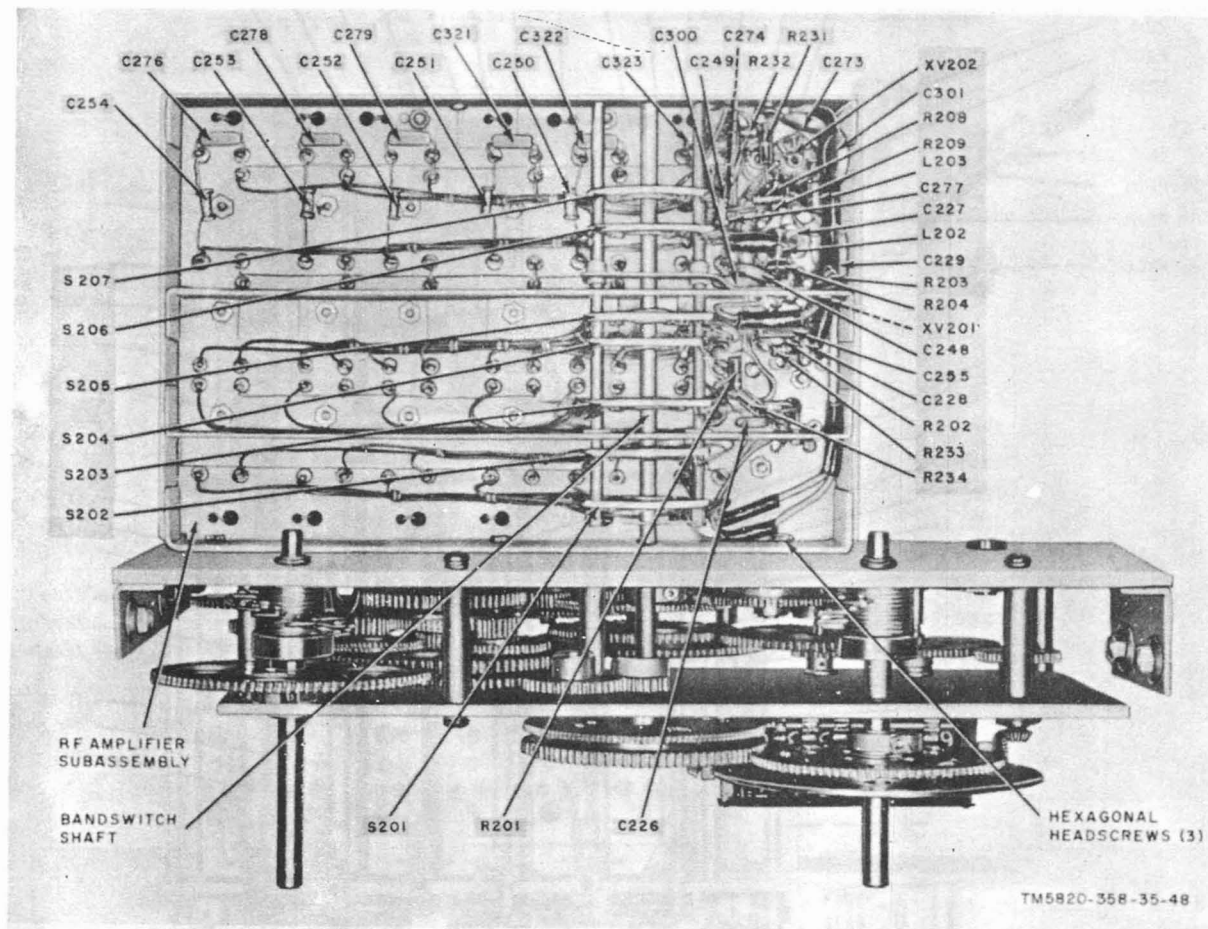 C278 C279 C321 C322 C300 C274 R231
C276 C253 C252 C251 C250 C323 C249 R232 C273 XV202
C254
C301
R208
R209
L203
C277
C227
L202
C229
S207
R203
R204
S206
XV201
C248
S205
C255
C228
S204
R202
S203
R233
R234
S202
RF AMPLIFIER
SUBASSEMBLY
BANDSWITCH
SHAFT
S201 R201 C226
HEXAGONAL
HEADSCREWS (3)
TM5820-358-35-48